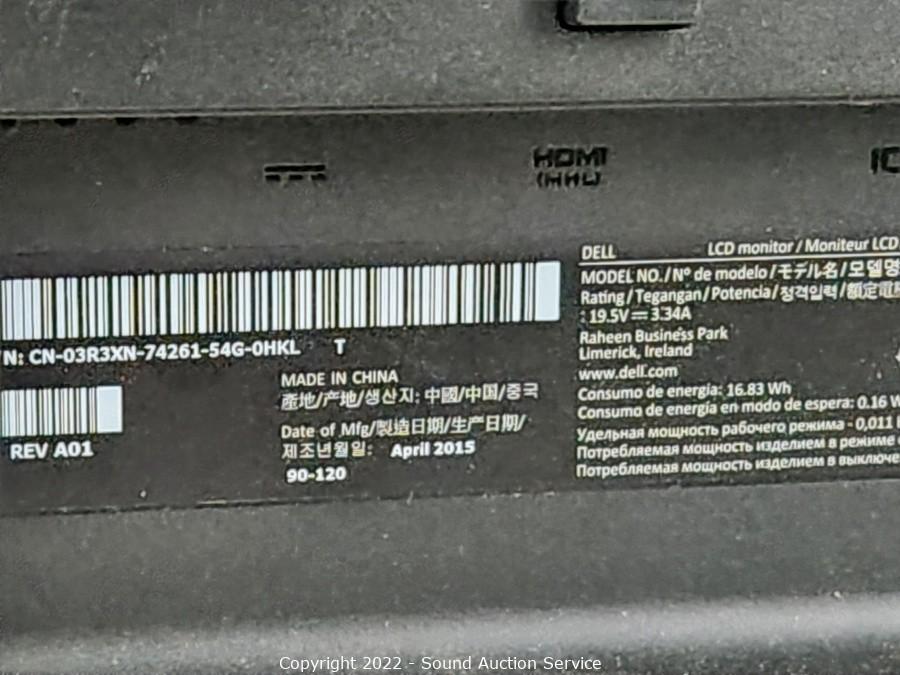 HDMI
(HHL)
DELL LCD monitor / Moniteur LCD
MODEL NO./Nº de modelo/モデル名/모델명
Rating/Tegangan/Potencia/정격입력/額定電
: 19.5V⎓3.34A
Raheen Business Park
Limerick, Ireland
www.dell.com
Consumo de energía: 16.83 Wh
Consumo de energía en modo de espera: 0.16 W
Удельная мощность рабочего режима - 0,011
Потребляемая мощность изделием в режиме
Потребляемая мощность изделием в выключе
N: CN-03R3XN-74261-54G-0HKL T
REV A01
MADE IN CHINA
產地/产地/생산지: 中國/中国/중국
Date of Mfg/製造日期/生产日期/
제조년월일: April 2015
90-120
Copyright 2022 - Sound Auction Service